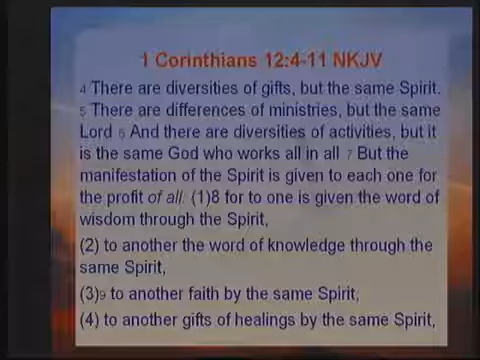 1 Corinthians 12:4-11 NKJV
4 There are diversities of gifts, but the same Spirit.
5 There are differences of ministries, but the same
Lord 6 And there are diversities of activities, but it
is the same God who works all in all 7 But the
manifestation of the Spirit is given to each one for
the profit of all: (1)8 for to one is given the word of
wisdom through the Spirit,
(2) to another the word of knowledge through the
same Spirit,
(3)9 to another faith by the same Spirit;
(4) to another gifts of healings by the same Spirit,